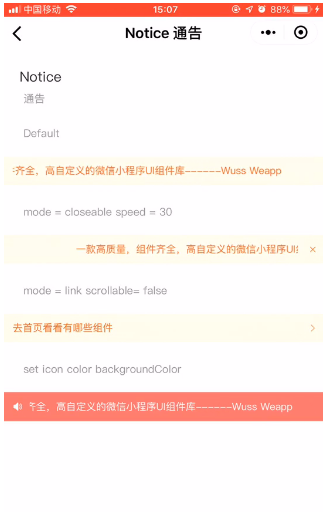 中国移动 15:07 88%
Notice 通告
Notice
通告
Default
齐全，高自定义的微信小程序UI组件库------Wuss Weapp
mode = closeable speed = 30
一款高质量，组件齐全，高自定义的微信小程序UI
mode = link scrollable= false
去首页看看有哪些组件
set icon color backgroundColor
全，高自定义的微信小程序UI组件库------Wuss Weapp